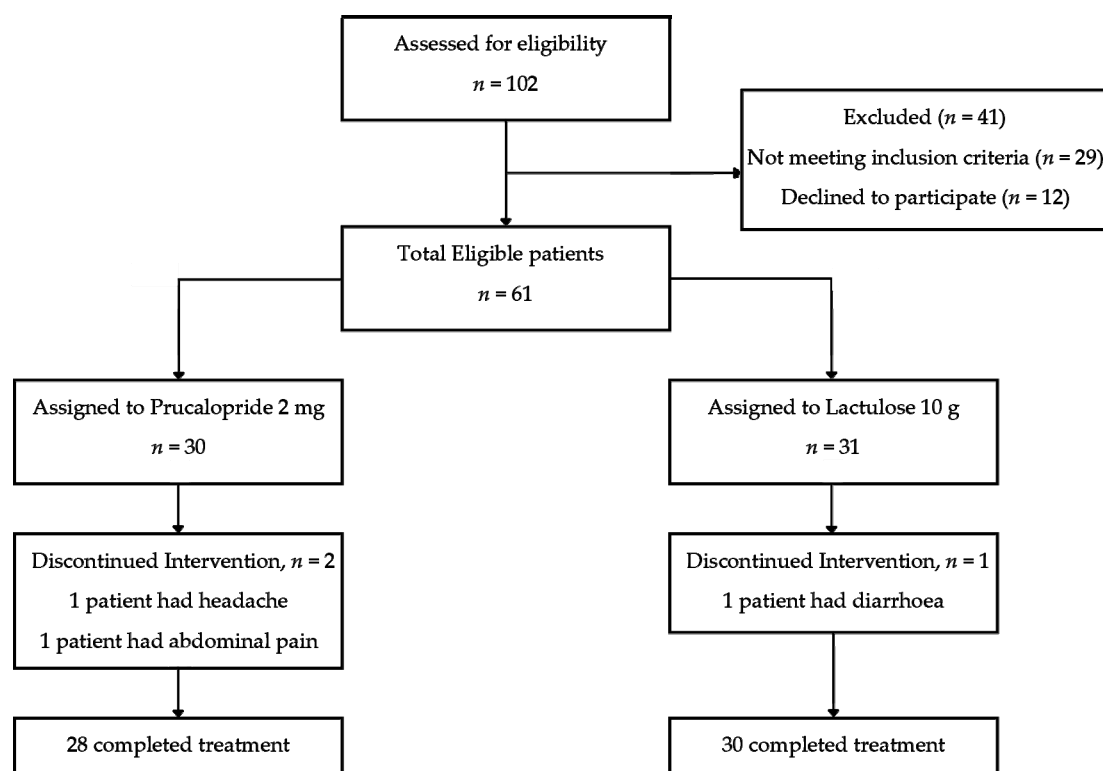 Assessed for eligibility
n = 102
Excluded (n = 41)
Not meeting inclusion criteria (n = 29)
Declined to participate (n = 12)
Total Eligible patients
n = 61
Assigned to Prucalopride 2 mg
n = 30
Assigned to Lactulose 10 g
n = 31
Discontinued Intervention, n = 2
1 patient had headache
1 patient had abdominal pain
Discontinued Intervention, n = 1
1 patient had diarrhoea
28 completed treatment
30 completed treatment